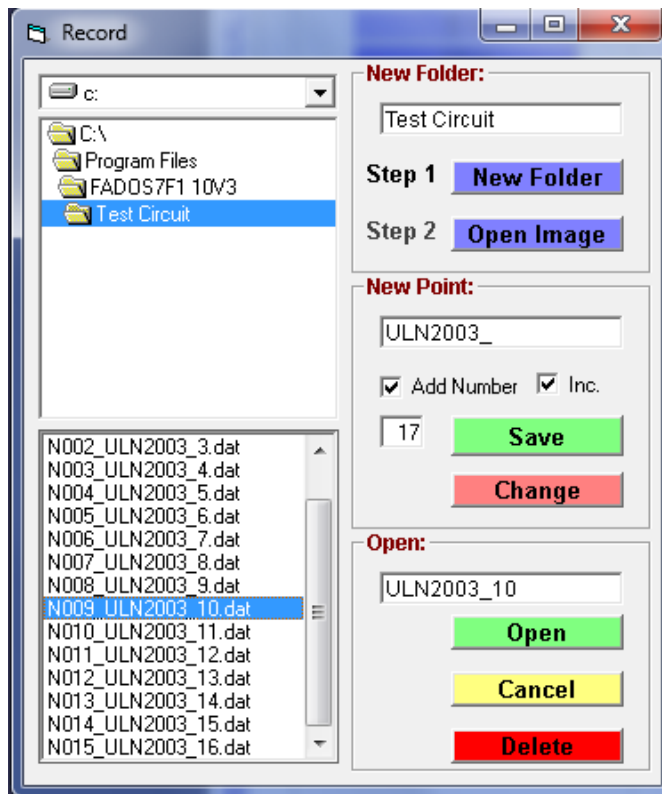 Record
c:
C:\
Program Files
FADOS7F1 10V3
Test Circuit
N002_ULN2003_3.dat
N003_ULN2003_4.dat
N004_ULN2003_5.dat
N005_ULN2003_6.dat
N006_ULN2003_7.dat
N007_ULN2003_8.dat
N008_ULN2003_9.dat
N009_ULN2003_10.dat
N010_ULN2003_11.dat
N011_ULN2003_12.dat
N012_ULN2003_13.dat
N013_ULN2003_14.dat
N014_ULN2003_15.dat
N015_ULN2003_16.dat
New Folder:
Test Circuit
Step 1 New Folder
Step 2 Open Image
New Point:
ULN2003_
Add Number Inc.
17 Save
Change
Open:
ULN2003_10
Open
Cancel
Delete